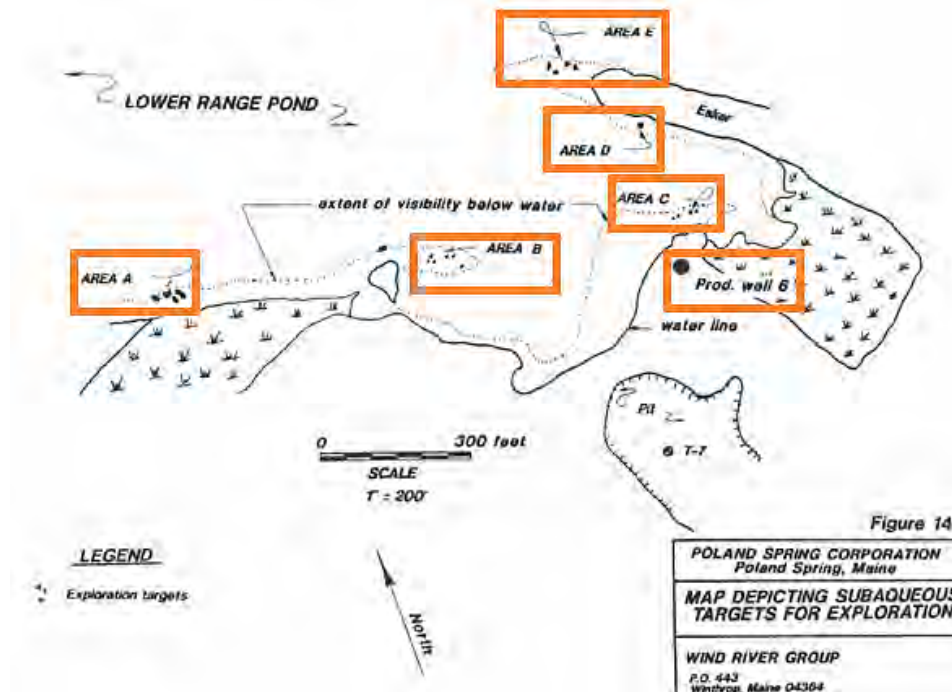 AREA E
LOWER RANGE POND
Esker
AREA D
extent of visibility below water
AREA C
AREA B
AREA A
Prod. well 6
water line
Pit
T-7
0 300 feet
SCALE
1" = 200'
Figure 14
LEGEND
Exploration targets
North
POLAND SPRING CORPORATION
Poland Spring, Maine
MAP DEPICTING SUBAQUEOUS
TARGETS FOR EXPLORATION
WIND RIVER GROUP
P.O. 443
Winthrop, Maine 04364